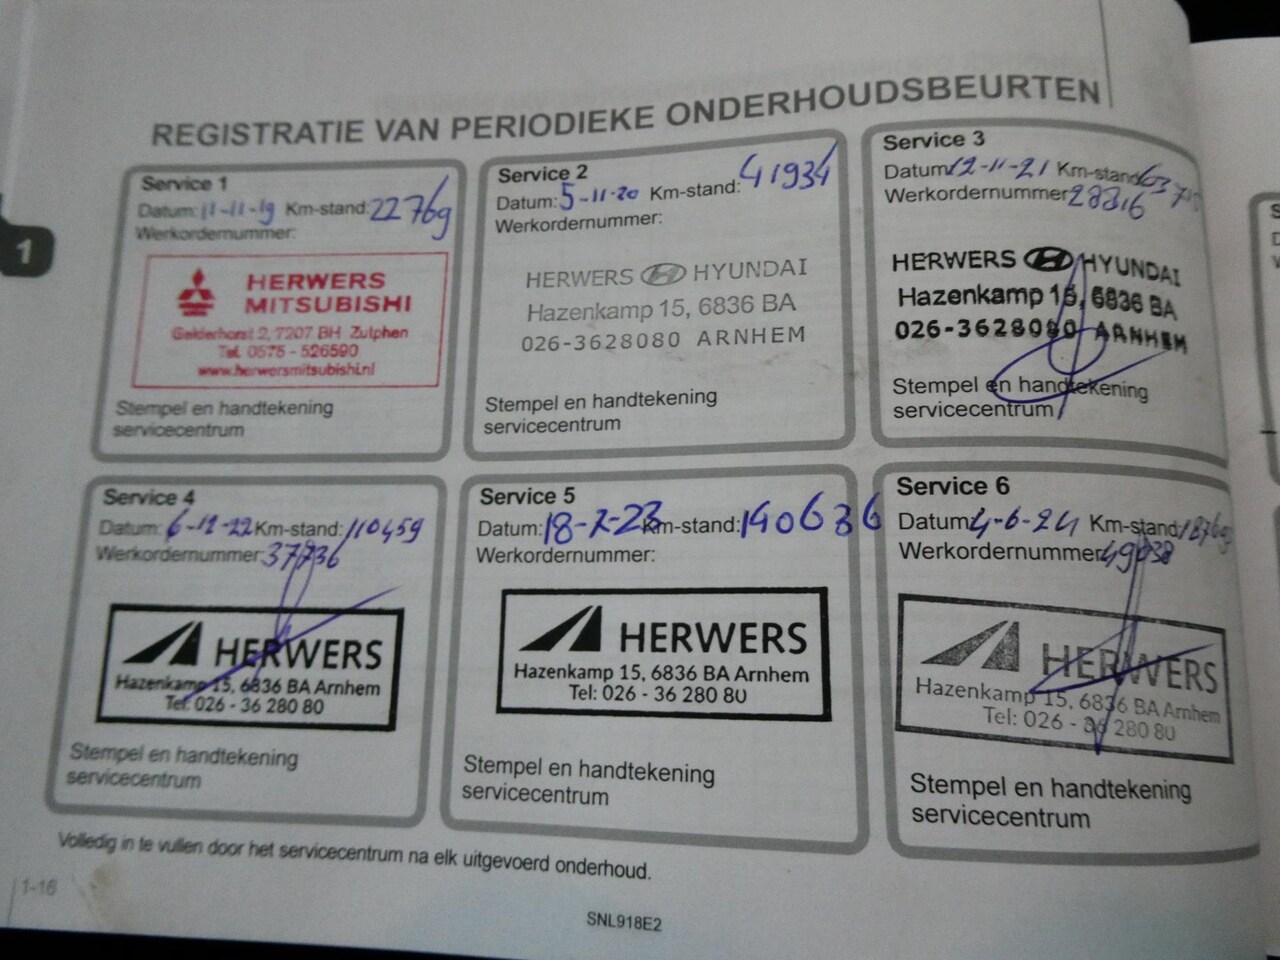 REGISTRATIE VAN PERIODIEKE ONDERHOUDSBEURTEN
Service 1
Datum: 11-11-19 Km-stand: 22769
Werkordernummer:
HERWERS
MITSUBISHI
Gelderhorst 2, 7207 BH Zutphen
Tel. 0575 - 526590
www.herwersmitsubishi.nl
Stempel en handtekening
servicecentrum
Service 2
Datum: 5-11-20 Km-stand: 41934
Werkordernummer:
HERWERS HYUNDAI
Hazenkamp 15, 6836 BA
026-3628080 ARNHEM
Stempel en handtekening
servicecentrum
Service 3
Datum 12-11-21 Km-stand
Werkordernummer 28816
HERWERS HYUNDAI
Hazenkamp 15, 6836 BA
026-3628080 ARNHEM
Stempel en handtekening
servicecentrum
Service 4
Datum: 6-12-22 Km-stand: 110459
Werkordernummer: 37736
HERWERS
Hazenkamp 15, 6836 BA Arnhem
Tel: 026 - 36 280 80
Stempel en handtekening
servicecentrum
Service 5
Datum: 18-7-23 Km-stand: 140636
Werkordernummer:
HERWERS
Hazenkamp 15, 6836 BA Arnhem
Tel: 026 - 36 280 80
Stempel en handtekening
servicecentrum
Service 6
Datum 4-6-24 Km-stand
Werkordernummer
HERWERS
Hazenkamp 15, 6836 BA Arnhem
Tel: 026 - 36 280 80
Stempel en handtekening
servicecentrum
Volledig in te vullen door het servicecentrum na elk uitgevoerd onderhoud.
1-16
SNL918E2
1